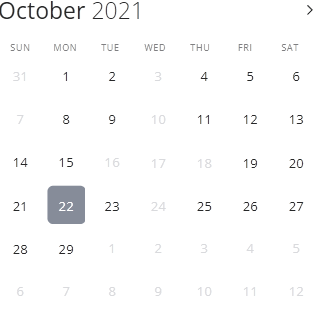 October 2021
SUN MON TUE WED THU FRI SAT
31 1 2 3 4 5 6
7 8 9 10 11 12 13
14 15 16 17 18 19 20
21 22 23 24 25 26 27
28 29 1 2 3 4 5
6 7 8 9 10 11 12